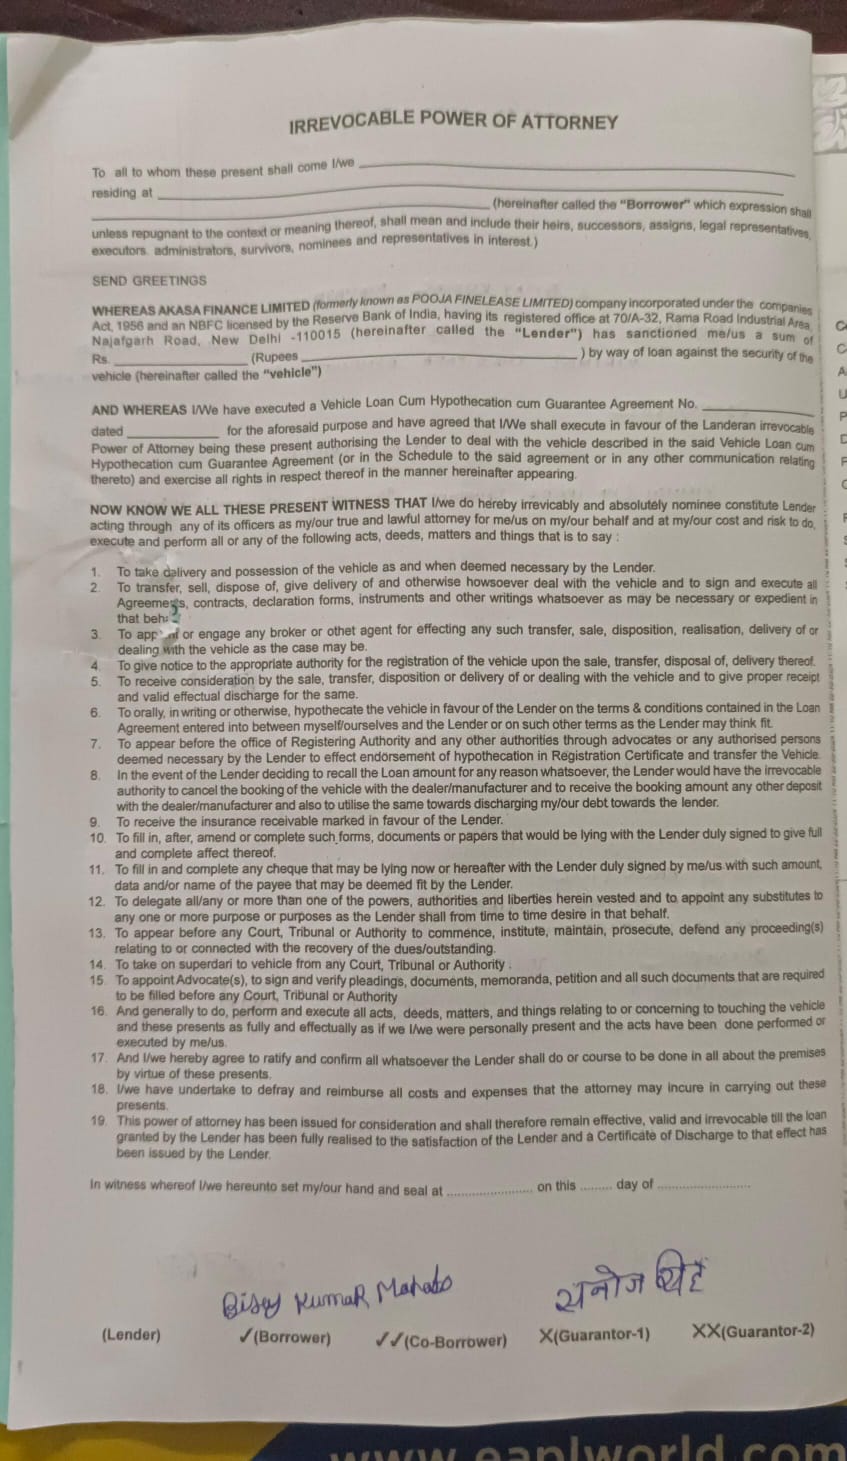 IRREVOCABLE POWER OF ATTORNEY
To all to whom these present shall come I/we
residing at
(hereinafter called the "Borrower" which expression shall
unless repugnant to the context or meaning thereof, shall mean and include their heirs, successors, assigns, legal representatives,
executors. administrators, survivors, nominees and representatives in interest.)
SEND GREETINGS
WHEREAS AKASA FINANCE LIMITED (formerly known as POOJA FINELEASE LIMITED) company incorporated under the companies
Act, 1956 and an NBFC licensed by the Reserve Bank of India, having its registered office at 70/A-32, Rama Road Industrial Area,
Najafgarh Road, New Delhi -110015 (hereinafter called the "Lender") has sanctioned me/us a sum of
Rs. (Rupees ) by way of loan against the security of the
vehicle (hereinafter called the "vehicle")
AND WHEREAS I/We have executed a Vehicle Loan Cum Hypothecation cum Guarantee Agreement No.
dated for the aforesaid purpose and have agreed that I/We shall execute in favour of the Landeran irrevocable
Power of Attorney being these present authorising the Lender to deal with the vehicle described in the said Vehicle Loan cum
Hypothecation cum Guarantee Agreement (or in the Schedule to the said agreement or in any other communication relating
thereto) and exercise all rights in respect thereof in the manner hereinafter appearing.
NOW KNOW WE ALL THESE PRESENT WITNESS THAT I/we do hereby irrevicably and absolutely nominee constitute Lender
acting through any of its officers as my/our true and lawful attorney for me/us on my/our behalf and at my/our cost and risk to do,
execute and perform all or any of the following acts, deeds, matters and things that is to say :
1. To take delivery and possession of the vehicle as and when deemed necessary by the Lender.
2. To transfer, sell, dispose of, give delivery of and otherwise howsoever deal with the vehicle and to sign and execute all
Agreements, contracts, declaration forms, instruments and other writings whatsoever as may be necessary or expedient in
that
3. To or engage any broker or othet agent for effecting any such transfer, sale, disposition, realisation, delivery of or
dealing with the vehicle as the case may be.
4. To give notice to the appropriate authority for the registration of the vehicle upon the sale, transfer, disposal of, delivery thereof.
5. To receive consideration by the sale, transfer, disposition or delivery of or dealing with the vehicle and to give proper receipt
and valid effectual discharge for the same.
6. To orally, in writing or otherwise, hypothecate the vehicle in favour of the Lender on the terms & conditions contained in the Loan
Agreement entered into between myself/ourselves and the Lender or on such other terms as the Lender may think fit.
7. To appear before the office of Registering Authority and any other authorities through advocates or any authorised persons
deemed necessary by the Lender to effect endorsement of hypothecation in Registration Certificate and transfer the Vehicle.
8. In the event of the Lender deciding to recall the Loan amount for any reason whatsoever, the Lender would have the irrevocable
authority to cancel the booking of the vehicle with the dealer/manufacturer and to receive the booking amount any other deposit
with the dealer/manufacturer and also to utilise the same towards discharging my/our debt towards the lender.
9. To receive the insurance receivable marked in favour of the Lender.
10. To fill in, after, amend or complete such forms, documents or papers that would be lying with the Lender duly signed to give full
and complete affect thereof.
11. To fill in and complete any cheque that may be lying now or hereafter with the Lender duly signed by me/us with such amount,
data and/or name of the payee that may be deemed fit by the Lender.
12. To delegate all/any or more than one of the powers, authorities and liberties herein vested and to appoint any substitutes to
any one or more purpose or purposes as the Lender shall from time to time desire in that behalf.
13. To appear before any Court, Tribunal or Authority to commence, institute, maintain, prosecute, defend any proceeding(s)
relating to or connected with the recovery of the dues/outstanding.
14. To take on superdari to vehicle from any Court, Tribunal or Authority .
15. To appoint Advocate(s), to sign and verify pleadings, documents, memoranda, petition and all such documents that are required
to be filled before any Court, Tribunal or Authority
16. And generally to do, perform and execute all acts, deeds, matters, and things relating to or concerning to touching the vehicle
and these presents as fully and effectually as if we I/we were personally present and the acts have been done performed or
executed by me/us.
17. And I/we hereby agree to ratify and confirm all whatsoever the Lender shall do or course to be done in all about the premises
by virtue of these presents.
18. I/we have undertake to defray and reimburse all costs and expenses that the attorney may incure in carrying out these
presents.
19. This power of attorney has been issued for consideration and shall therefore remain effective, valid and irrevocable till the loan
granted by the Lender has been fully realised to the satisfaction of the Lender and a Certificate of Discharge to that effect has
been issued by the Lender.
In witness whereof I/we hereunto set my/our hand and seal at ........................ on this ......... day of ..........................
Kumar Mahato
मनोज सिंह
(Lender) ✓(Borrower) ✓✓(Co-Borrower) X(Guarantor-1) XX(Guarantor-2)